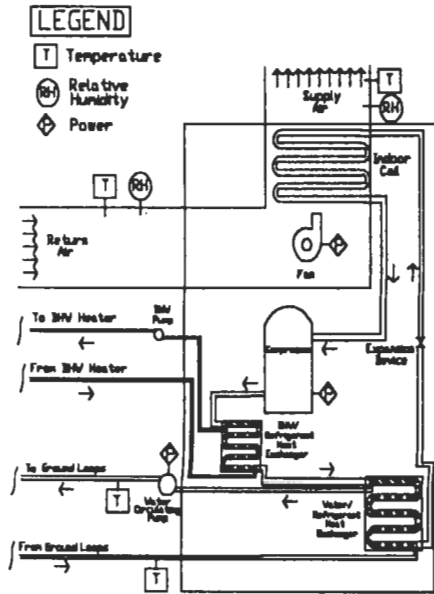 LEGEND
T Temperature
RH Relative
Humidity
P Power
T
Supply
Air
RH
Indoor
Coil
T
RH
Return
Air
P
Fan
To DHW Heater
DHW
Pump
Compressor
Expansion
Device
From DHW Heater
P
DHW/
Refrigerant
Heat
Exchanger
P
To Ground Loops
T
Water
Circulating
Pump
Water/
Refrigerant
Heat
Exchanger
From Ground Loops
T